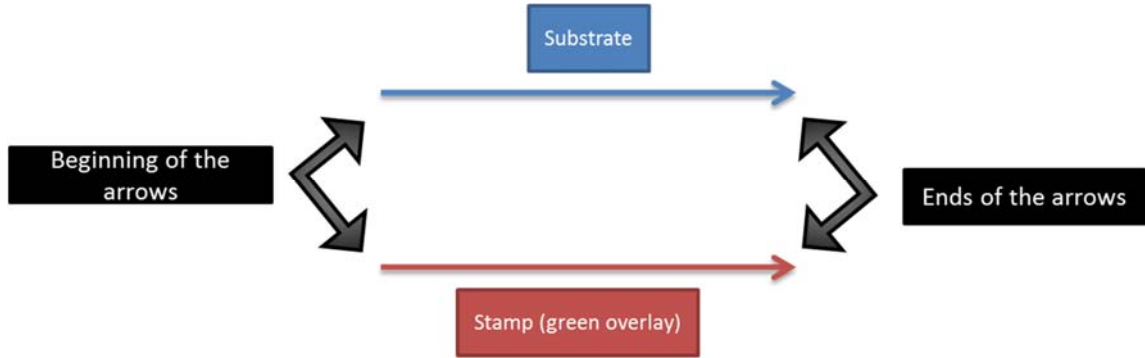 Substrate
Beginning of the
arrows
Ends of the arrows
Stamp (green overlay)